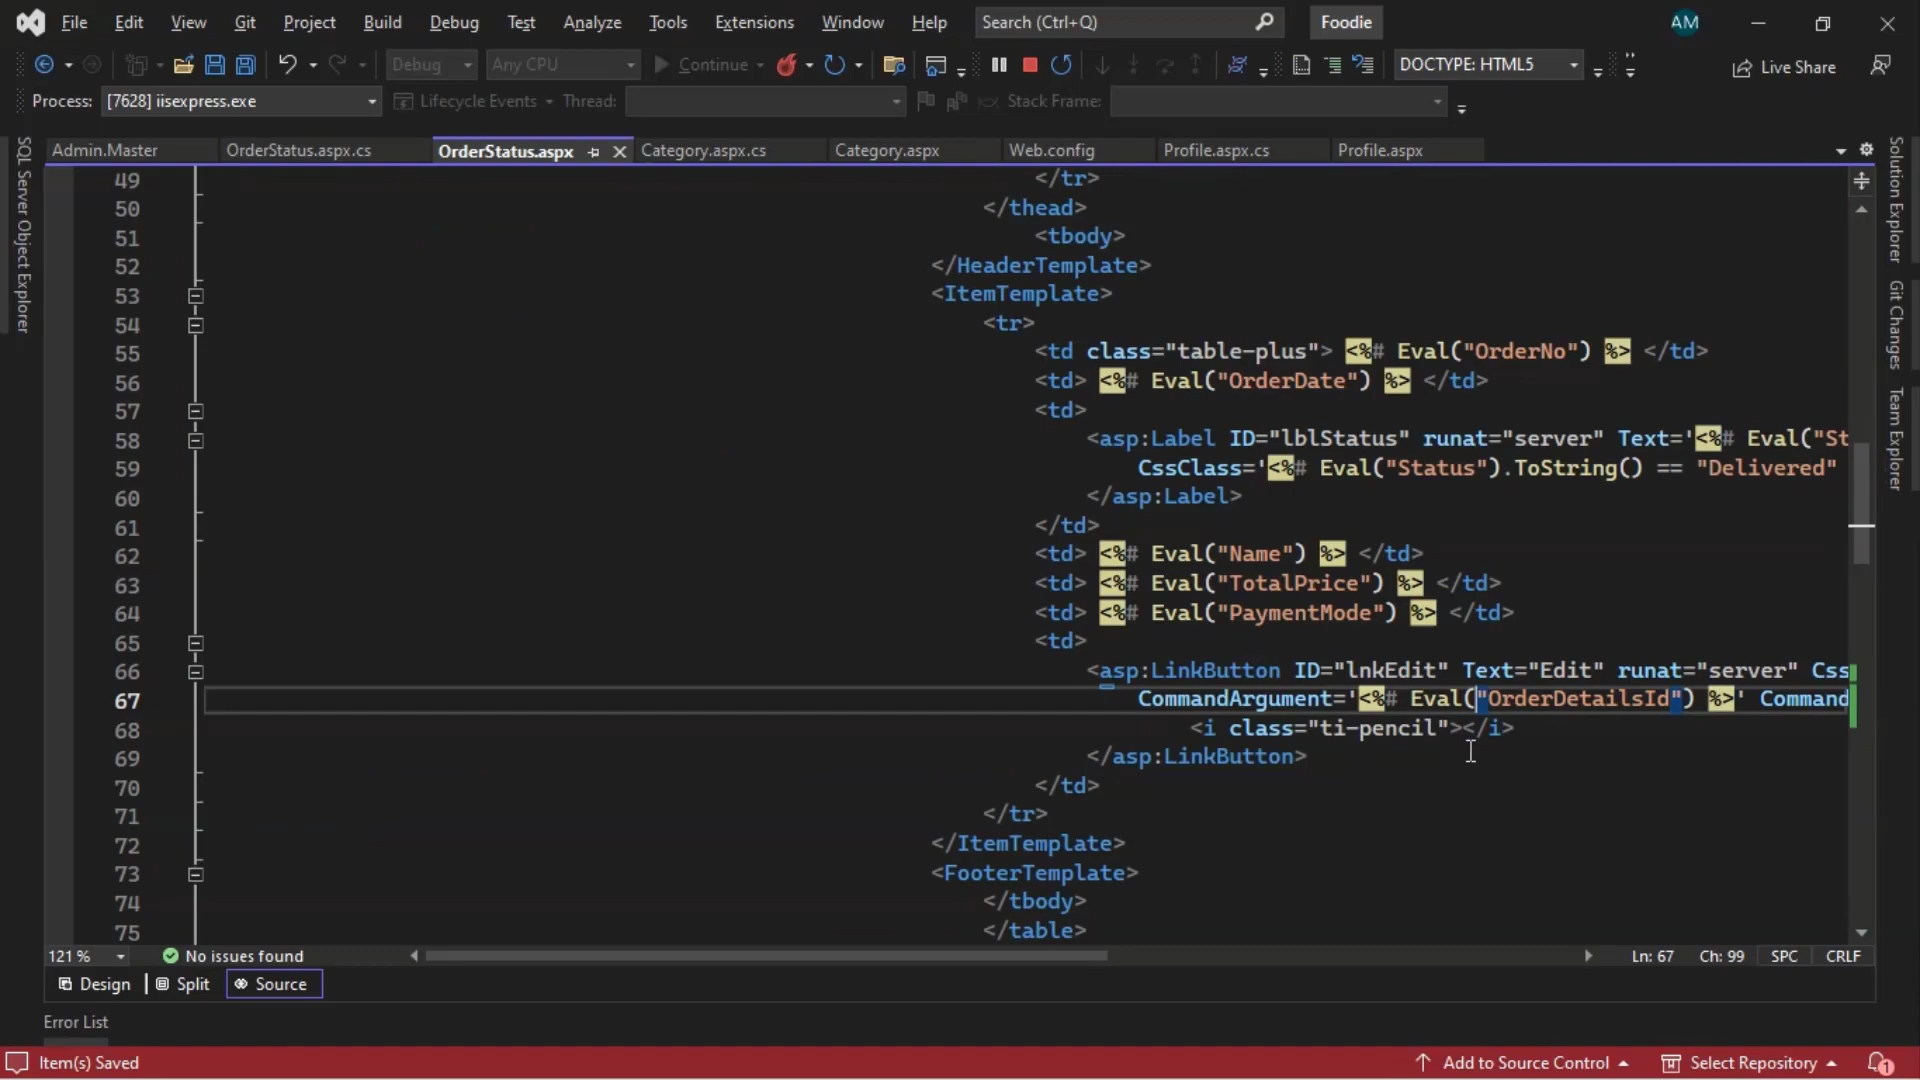 File Edit View Git Project Build Debug Test Analyze Tools Extensions Window Help Search (Ctrl+Q) Foodie AM
Debug Any CPU Continue DOCTYPE: HTML5 Live Share
Process: [7628] iisexpress.exe Lifecycle Events Thread: Stack Frame:
Admin.Master OrderStatus.aspx.cs OrderStatus.aspx Category.aspx.cs Category.aspx Web.config Profile.aspx.cs Profile.aspx
SQL Server Object Explorer
Solution Explorer
Git Changes
Team Explorer
49 </tr>
50 </thead>
51 <tbody>
52 </HeaderTemplate>
53 <ItemTemplate>
54 <tr>
55 <td class="table-plus"> <%# Eval("OrderNo") %> </td>
56 <td> <%# Eval("OrderDate") %> </td>
57 <td>
58 <asp:Label ID="lblStatus" runat="server" Text='<%# Eval("St
59 CssClass='<%# Eval("Status").ToString() == "Delivered"
60 </asp:Label>
61 </td>
62 <td> <%# Eval("Name") %> </td>
63 <td> <%# Eval("TotalPrice") %> </td>
64 <td> <%# Eval("PaymentMode") %> </td>
65 <td>
66 <asp:LinkButton ID="lnkEdit" Text="Edit" runat="server" Css
67 CommandArgument='<%# Eval("OrderDetailsId") %>' Command
68 <i class="ti-pencil"></i>
69 </asp:LinkButton>
70 </td>
71 </tr>
72 </ItemTemplate>
73 <FooterTemplate>
74 </tbody>
75 </table>
121 % No issues found Ln: 67 Ch: 99 SPC CRLF
Design Split Source
Error List
Item(s) Saved Add to Source Control Select Repository 1